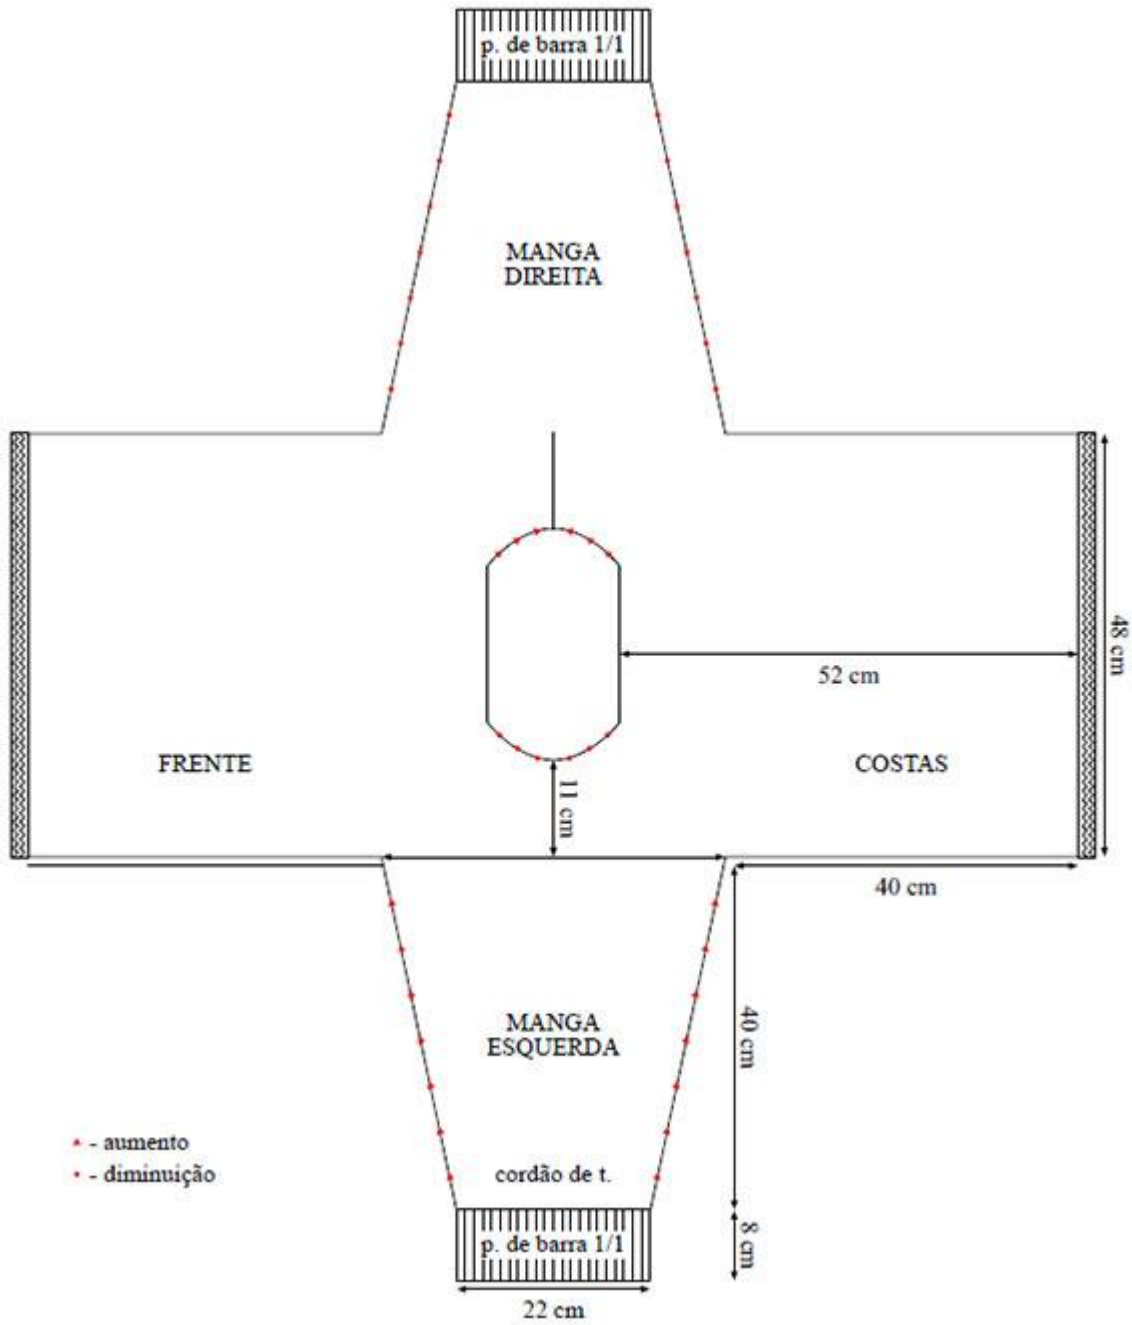 p. de barra 1/1
MANGA
DIREITA
48 cm
52 cm
FRENTE
COSTAS
11 cm
40 cm
40 cm
MANGA
ESQUERDA
- aumento
- diminuição
cordão de t.
p. de barra 1/1
8 cm
22 cm